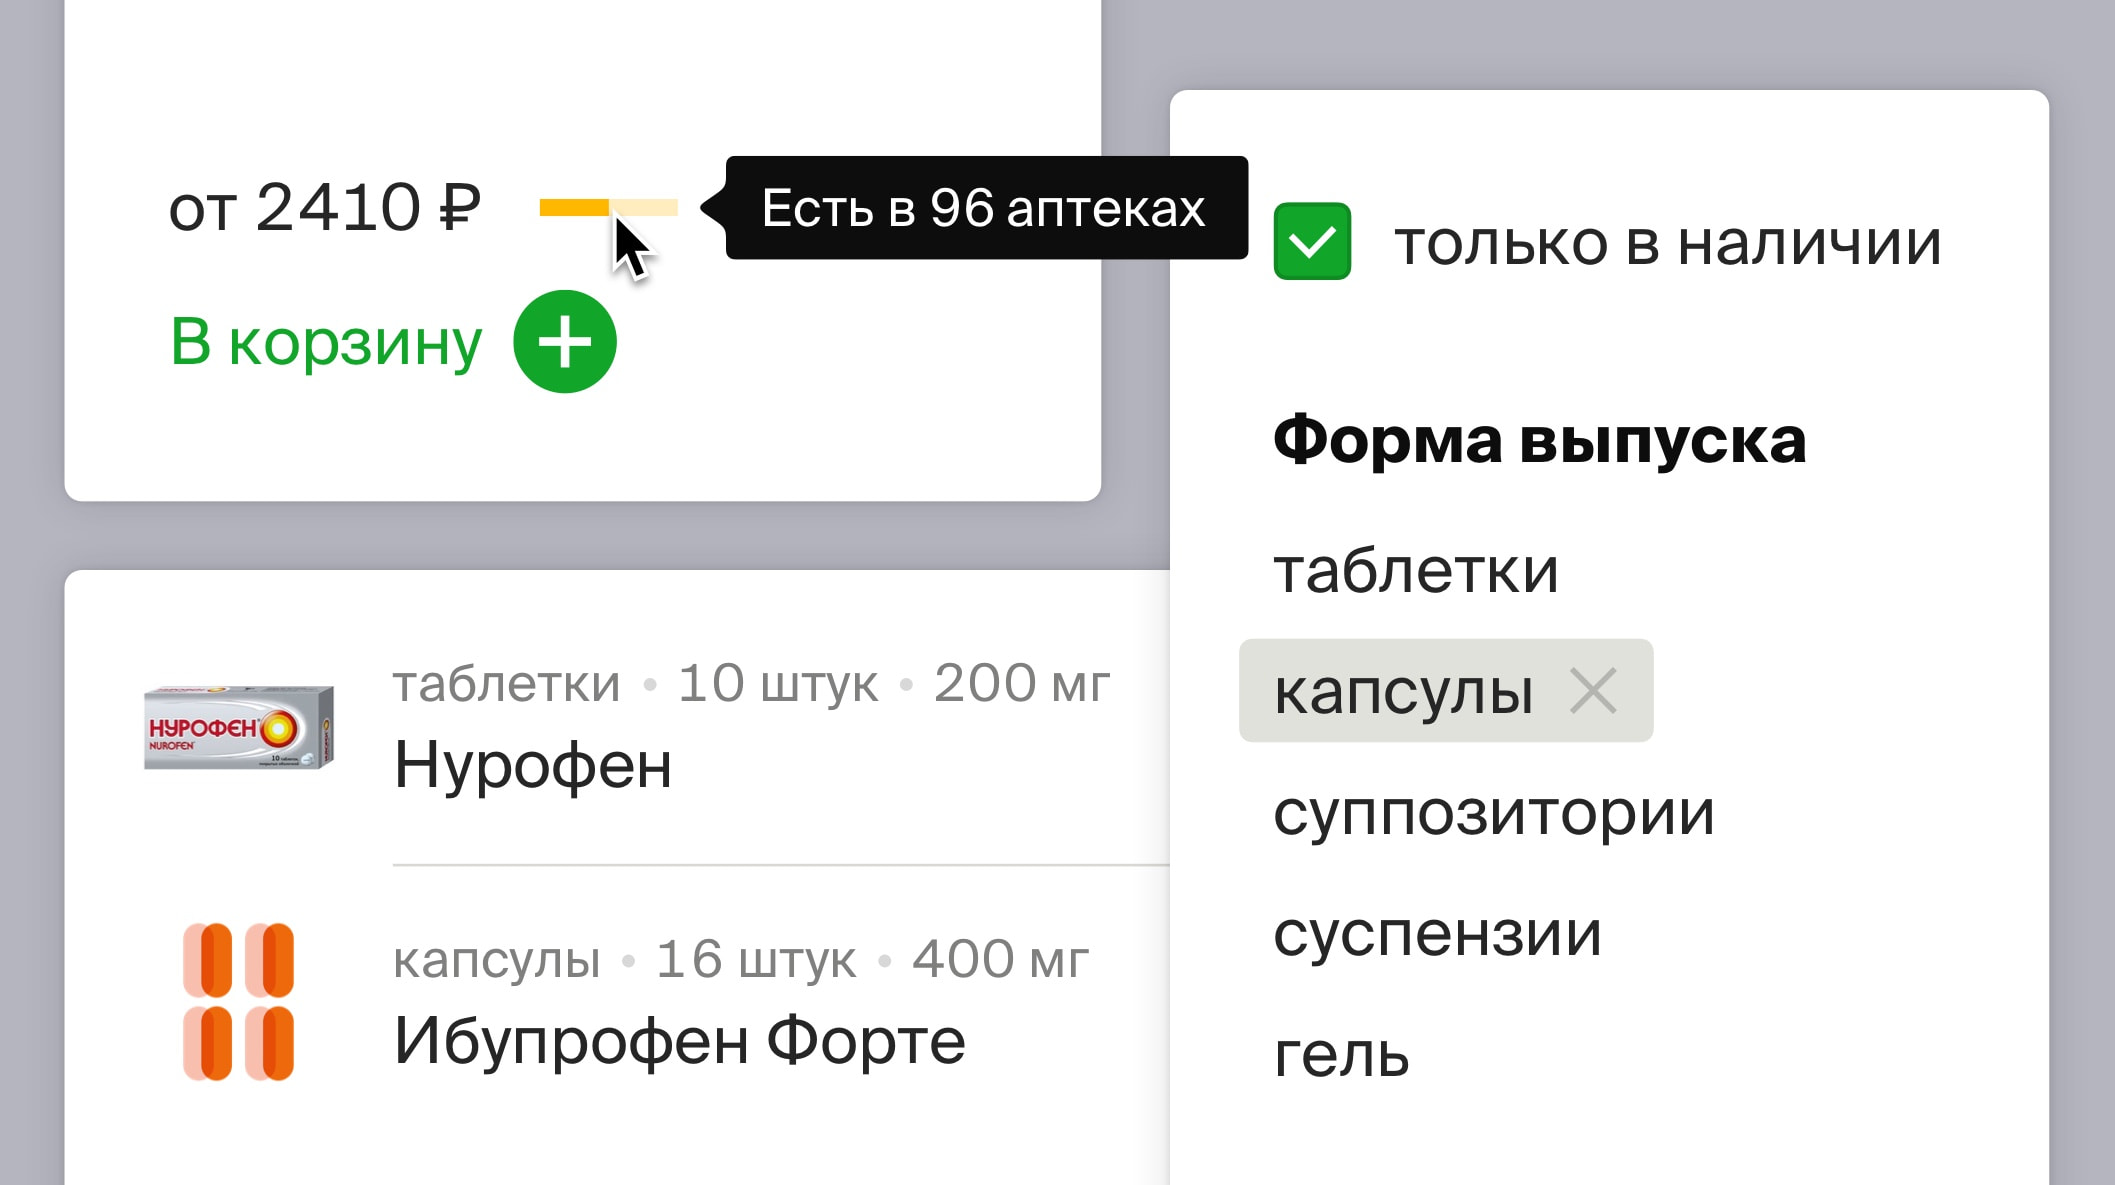 от 2410 ₽
Есть в 96 аптеках
В корзину
только в наличии
Форма выпуска
таблетки
капсулы
суппозитории
суспензии
гель
таблетки • 10 штук • 200 мг
Нурофен
НУРОФЕН
NUROFEN
капсулы • 16 штук • 400 мг
Ибупрофен Форте